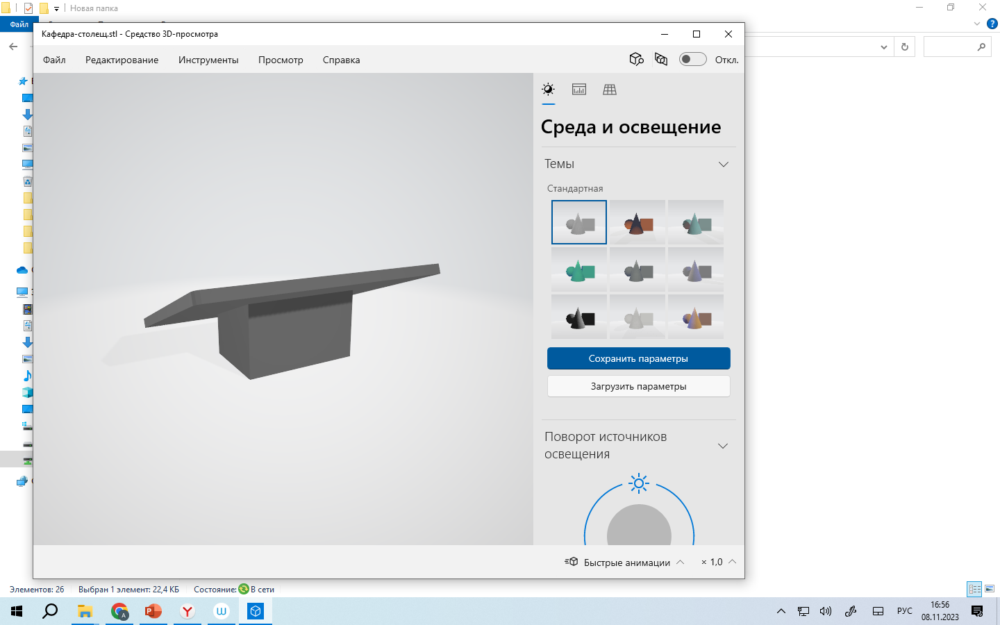 Новая папка
Файл
Кафедра-столещ.stl - Средство 3D-просмотра
Файл
Редактирование
Инструменты
Просмотр
Справка
Откл.
Среда и освещение
Темы
Стандартная
Сохранить параметры
Загрузить параметры
Поворот источников
освещения
Быстрые анимации
× 1,0
Элементов: 26
Выбран 1 элемент: 22,4 КБ
Состояние:
В сети
РУС
16:56
08.11.2023